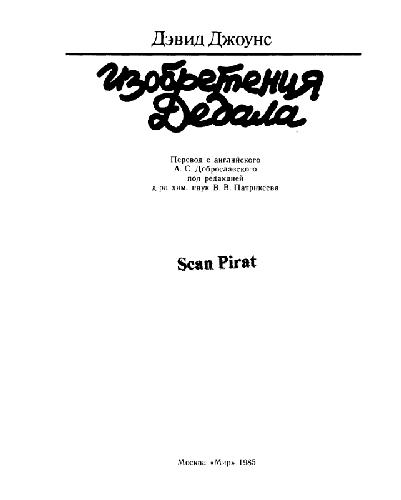 Дэвид Джоунс
Изобретения
Дедала
Перевод с английского
А. С. Доброславского
под редакцией
д-ра хим. наук В. В. Патрикеева
Scan Pirat
Москва «Мир» 1985